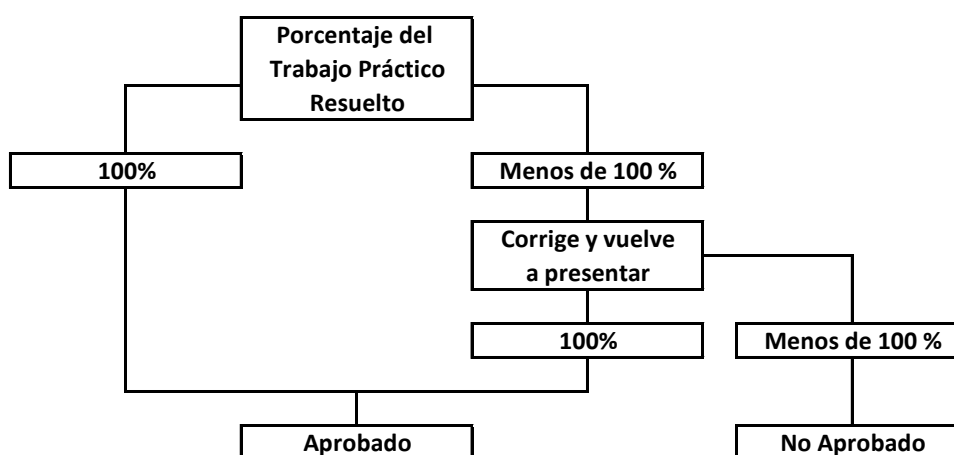 Porcentaje del
Trabajo Práctico
Resuelto
100%
Menos de 100 %
Corrige y vuelve
a presentar
100%
Menos de 100 %
Aprobado
No Aprobado